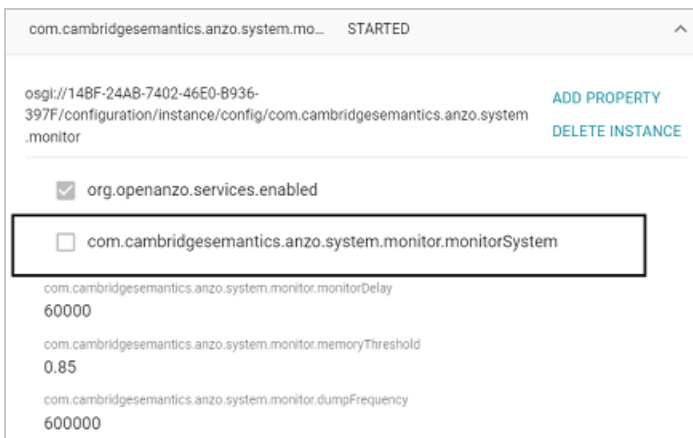 com.cambridgesemantics.anzo.system.mo... STARTED
osgi://14BF-24AB-7402-46E0-B936-
ADD PROPERTY
397F/configuration/instance/config/com.cambridgesemantics.anzo.system
.monitor
DELETE INSTANCE
org.openanzo.services.enabled
com.cambridgesemantics.anzo.system.monitor.monitorSystem
com.cambridgesemantics.anzo.system.monitor.monitorDelay
60000
com.cambridgesemantics.anzo.system.monitor.memoryThreshold
0.85
com.cambridgesemantics.anzo.system.monitor.dumpFrequency
600000